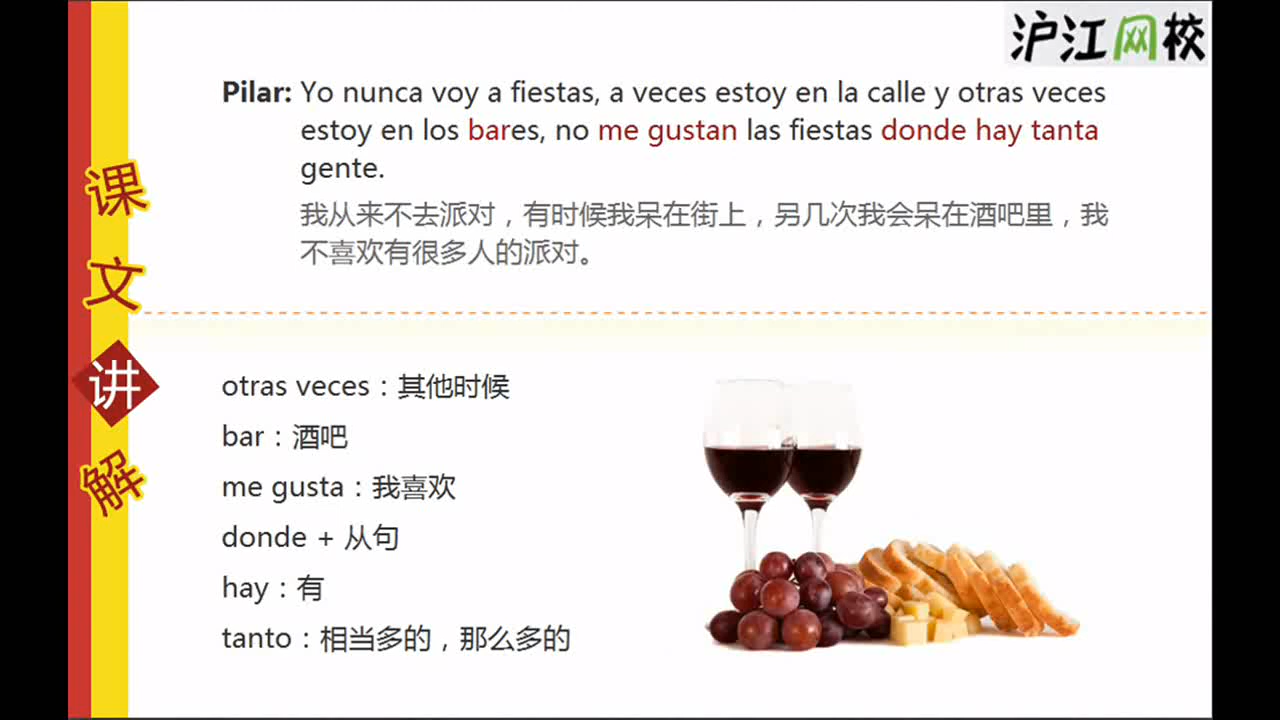 沪江网校
Pilar: Yo nunca voy a fiestas, a veces estoy en la calle y otras veces
estoy en los bares, no me gustan las fiestas donde hay tanta
gente.
我从来不去派对，有时候我呆在街上，另几次我会呆在酒吧里，我
不喜欢有很多人的派对。
课
文
讲
解
otras veces：其他时候
bar：酒吧
me gusta：我喜欢
donde + 从句
hay：有
tanto：相当多的，那么多的